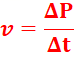 v = ΔP/Δt